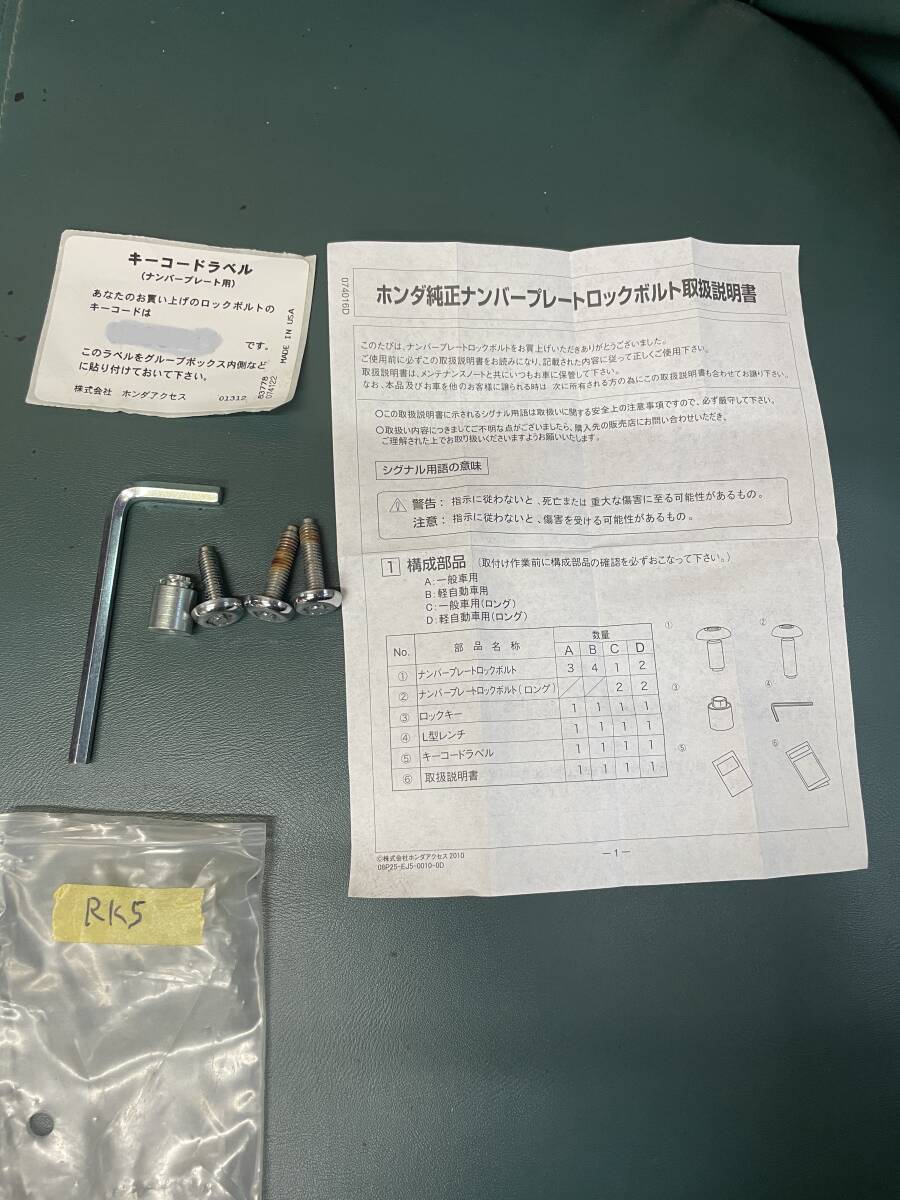 キーコードラベル
(ナンバープレート用)
あなたのお買い上げのロックボルトの
キーコードは
です。
このラベルをグループボックス内側など
に貼り付けておいて下さい。
株式会社 ホンダアクセス 01312
83778
074122
MADE IN USA
074016D
ホンダ純正ナンバープレートロックボルト取扱説明書
このたびは、ナンバープレートロックボルトをお買上げいただきありがとうございました。
ご使用前に必ずこの取扱説明書をお読みになり、記載された内容に従って正しくご使用下さい。
取扱説明書は、メンテナンスノートと共にいつもお車に保管して下さい。
なお、本品及びお車を他のお客様に譲られる時は 次に所有される方の為にこの取扱説明書も合わせてお譲り下さい。
○この取扱説明書に示されるシグナル用語は取扱いに関する安全上の注意事項ですので、必ず厳守して下さい。
○取扱い内容につきましてご不明な点がございましたら、購入先の販売店にお問い合わせいただき、
ご理解された上でお取り扱いくださいますようお願いいたします。
シグナル用語の意味
警告：指示に従わないと、死亡または 重大な傷害に至る可能性があるもの。
注意：指示に従わないと、傷害を受ける可能性があるもの。
1 構成部品 (取付け作業前に構成部品の確認を必ずおこなって下さい。)
A：一般車用
B：軽自動車用
C：一般車用(ロング)
D：軽自動車用(ロング)
No. 部品名称 数量
A B C D
① ナンバープレートロックボルト 3 4 1 2
② ナンバープレートロックボルト(ロング) ／ ／ 2 2
③ ロックキー 1 1 1 1
④ L型レンチ 1 1 1 1
⑤ キーコードラベル 1 1 1 1
⑥ 取扱説明書 1 1 1 1
① ②
③ ④
⑤ ⑥
©株式会社ホンダアクセス 2010
08P25-EJ5-0010-0D
－1－
RK5